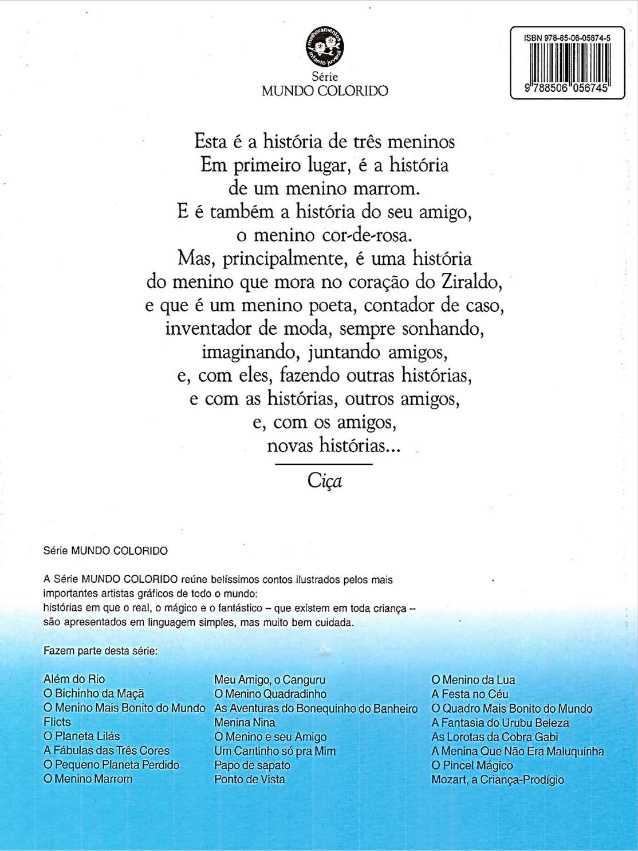 melhoramentos
infanto juvenil
Série
MUNDO COLORIDO
ISBN 978-85-06-05674-5
9 788506 056745
Esta é a história de três meninos
Em primeiro lugar, é a história
de um menino marrom.
E é também a história do seu amigo,
o menino cor-de-rosa.
Mas, principalmente, é uma história
do menino que mora no coração do Ziraldo,
e que é um menino poeta, contador de caso,
inventador de moda, sempre sonhando,
imaginando, juntando amigos,
e, com eles, fazendo outras histórias,
e com as histórias, outros amigos,
e, com os amigos,
novas histórias...
Ciça
Série MUNDO COLORIDO
A Série MUNDO COLORIDO reúne belíssimos contos ilustrados pelos mais
importantes artistas gráficos de todo o mundo:
histórias em que o real, o mágico e o fantástico – que existem em toda criança –
são apresentados em linguagem simples, mas muito bem cuidada.
Fazem parte desta série:
Além do Rio
O Bichinho da Maçã
O Menino Mais Bonito do Mundo
Flicts
O Planeta Lilás
A Fábulas das Três Cores
O Pequeno Planeta Perdido
O Menino Marrom
Meu Amigo, o Canguru
O Menino Quadradinho
As Aventuras do Bonequinho do Banheiro
Menina Nina
O Menino e seu Amigo
Um Cantinho só pra Mim
Papo de sapato
Ponto de Vista
O Menino da Lua
A Festa no Céu
O Quadro Mais Bonito do Mundo
A Fantasia do Urubu Beleza
As Lorotas da Cobra Gabi
A Menina Que Não Era Maluquinha
O Pincel Mágico
Mozart, a Criança-Prodígio